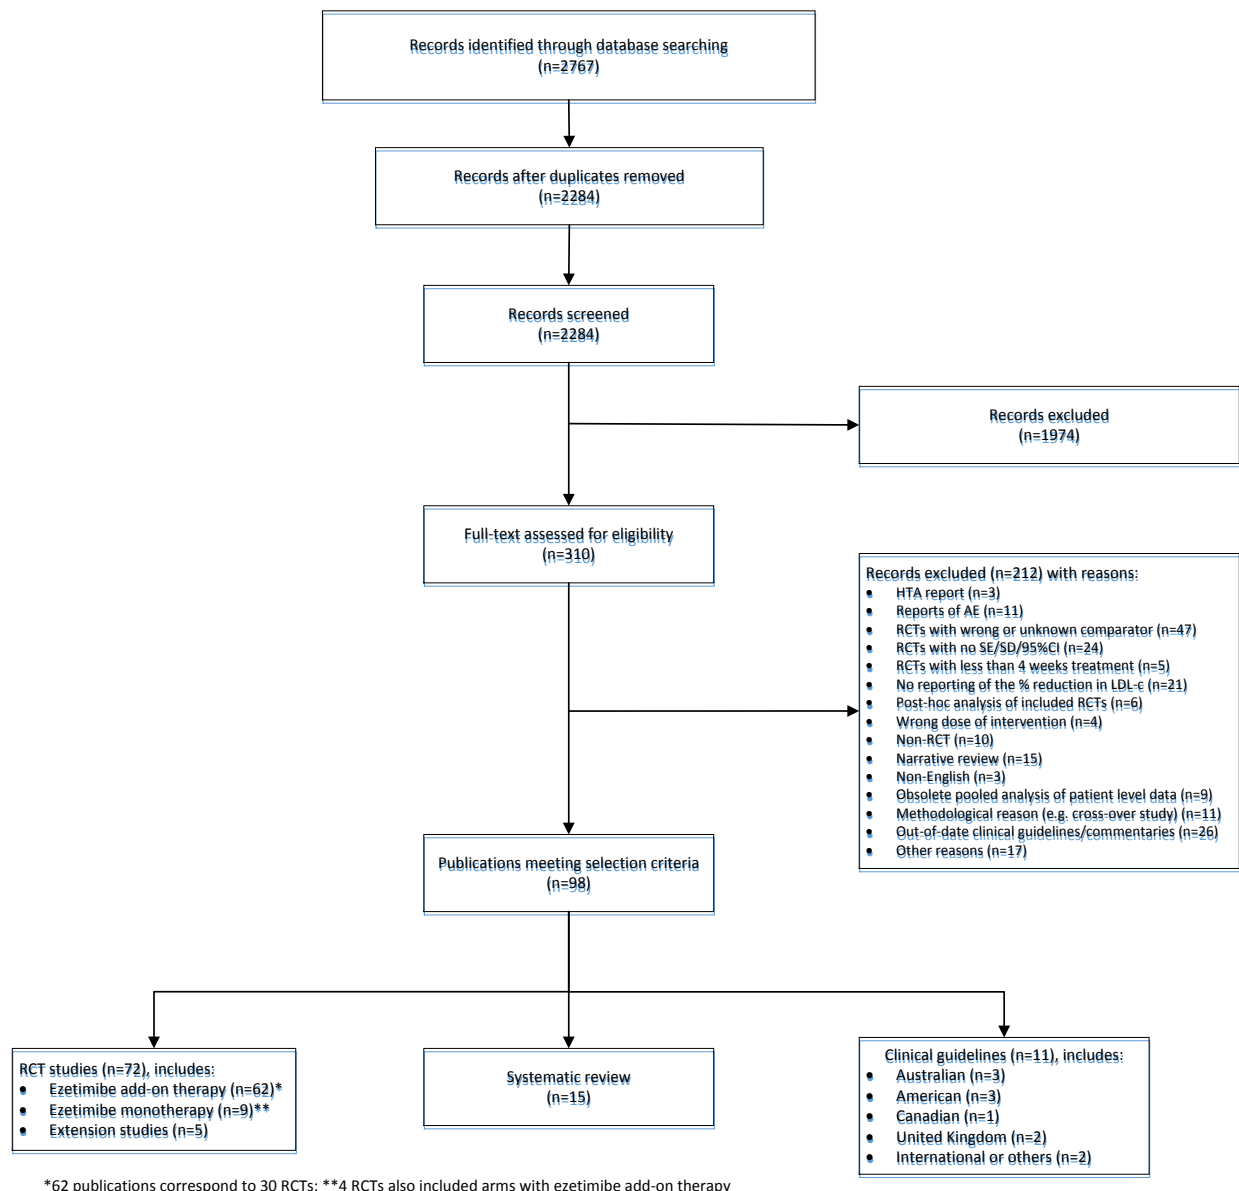 Records identified through database searching
(n=2767)
Records after duplicates removed
(n=2284)
Records screened
(n=2284)
Records excluded
(n=1974)
Full-text assessed for eligibility
(n=310)
Records excluded (n=212) with reasons:
• HTA report (n=3)
• Reports of AE (n=11)
• RCTs with wrong or unknown comparator (n=47)
• RCTs with no SE/SD/95%CI (n=24)
• RCTs with less than 4 weeks treatment (n=5)
• No reporting of the % reduction in LDL-c (n=21)
• Post-hoc analysis of included RCTs (n=6)
• Wrong dose of intervention (n=4)
• Non-RCT (n=10)
• Narrative review (n=15)
• Non-English (n=3)
• Obsolete pooled analysis of patient level data (n=9)
• Methodological reason (e.g. cross-over study) (n=11)
• Out-of-date clinical guidelines/commentaries (n=26)
• Other reasons (n=17)
Publications meeting selection criteria
(n=98)
RCT studies (n=72), includes:
• Ezetimibe add-on therapy (n=62)*
• Ezetimibe monotherapy (n=9)**
• Extension studies (n=5)
Systematic review
(n=15)
Clinical guidelines (n=11), includes:
• Australian (n=3)
• American (n=3)
• Canadian (n=1)
• United Kingdom (n=2)
• International or others (n=2)
*62 publications correspond to 30 RCTs; **4 RCTs also included arms with ezetimibe add-on therapy